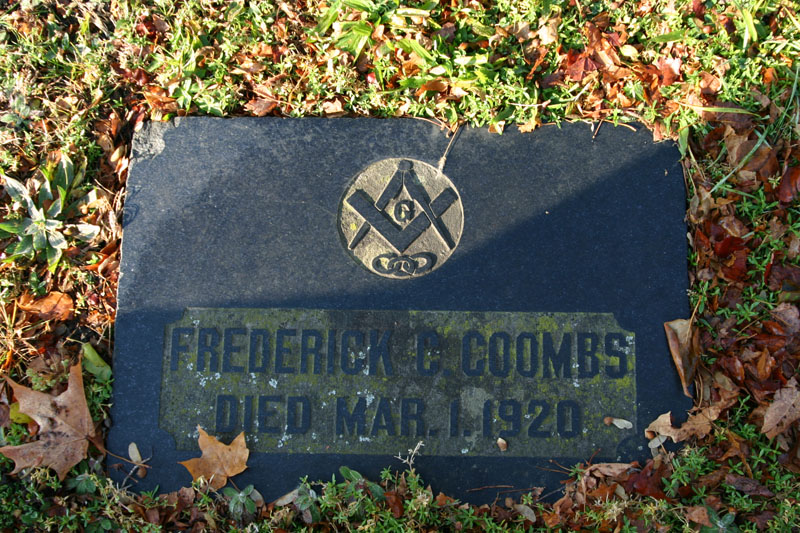 G
FREDERICK C. COOMBS
DIED MAR. 1. 1920